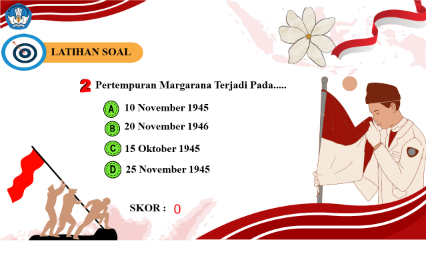 LATIHAN SOAL
2 Pertempuran Margarana Terjadi Pada.....
A 10 November 1945
B 20 November 1946
C 15 Oktober 1945
D 25 November 1945
SKOR : 0